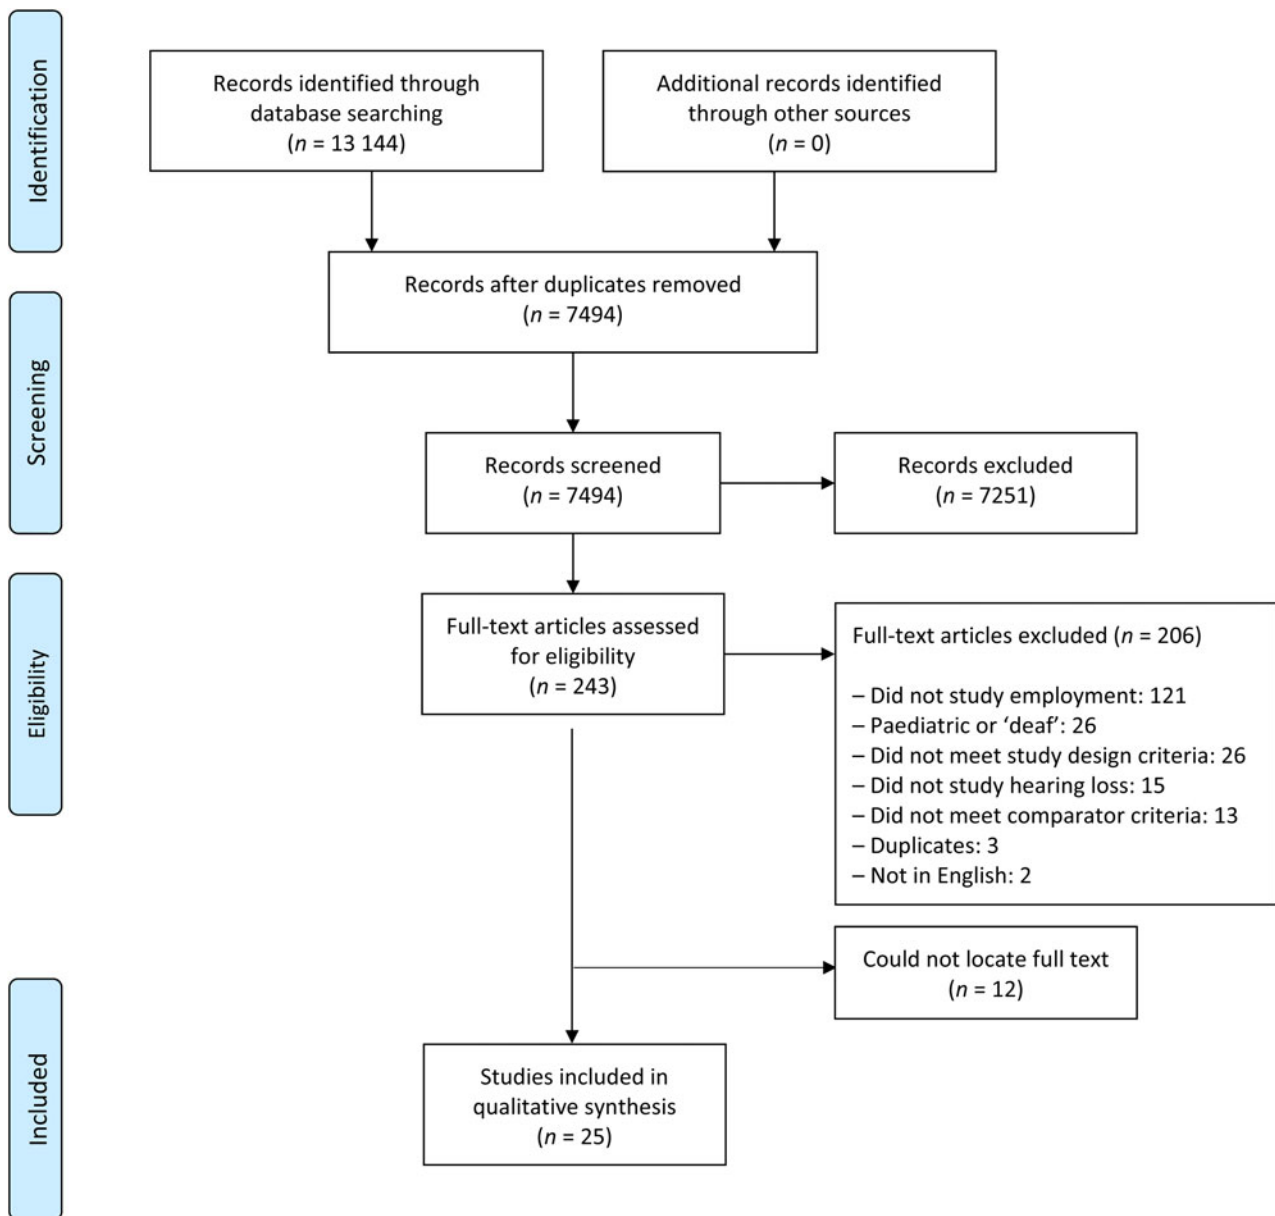 Identification
Records identified through
database searching
(n = 13 144)
Additional records identified
through other sources
(n = 0)
Records after duplicates removed
(n = 7494)
Screening
Records screened
(n = 7494)
Records excluded
(n = 7251)
Eligibility
Full-text articles assessed
for eligibility
(n = 243)
Full-text articles excluded (n = 206)
– Did not study employment: 121
– Paediatric or ‘deaf’: 26
– Did not meet study design criteria: 26
– Did not study hearing loss: 15
– Did not meet comparator criteria: 13
– Duplicates: 3
– Not in English: 2
Could not locate full text
(n = 12)
Included
Studies included in
qualitative synthesis
(n = 25)